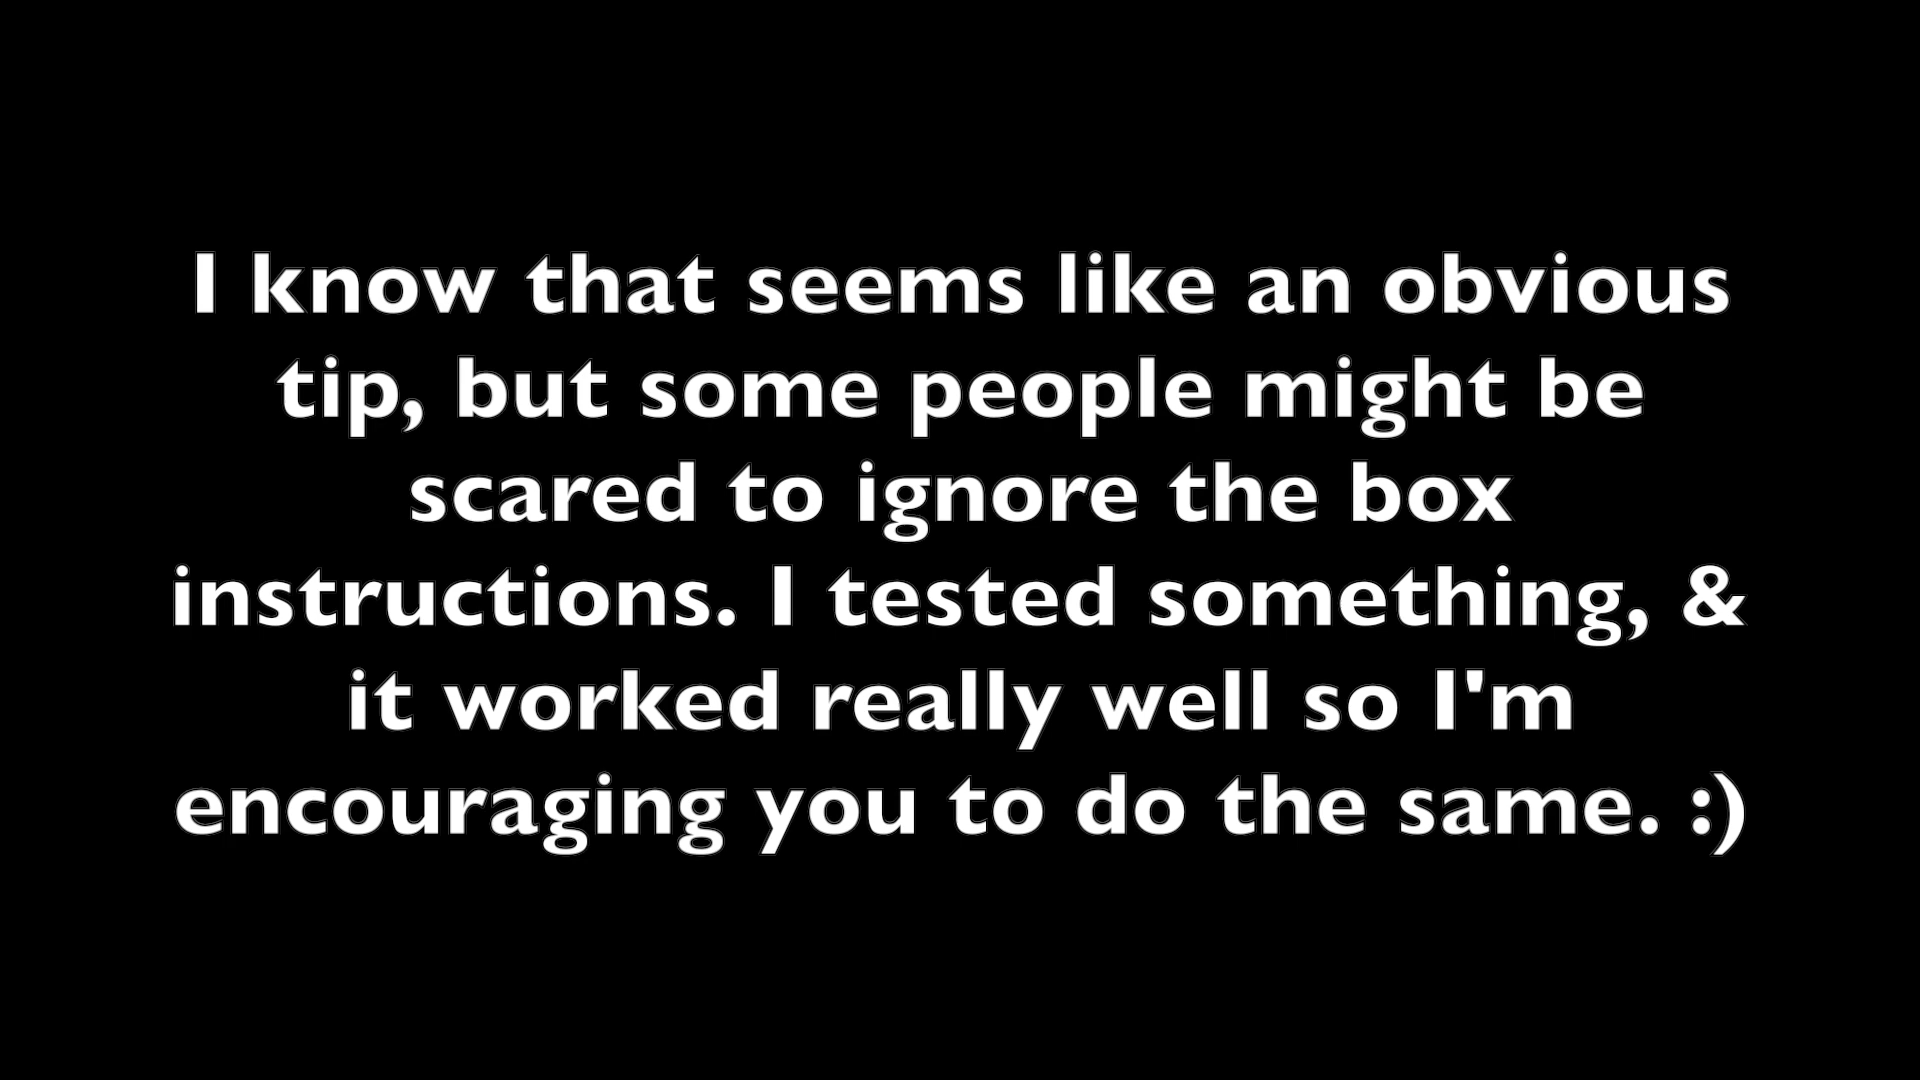 I know that seems like an obvious
tip, but some people might be
scared to ignore the box
instructions. I tested something, &
it worked really well so I'm
encouraging you to do the same. :)